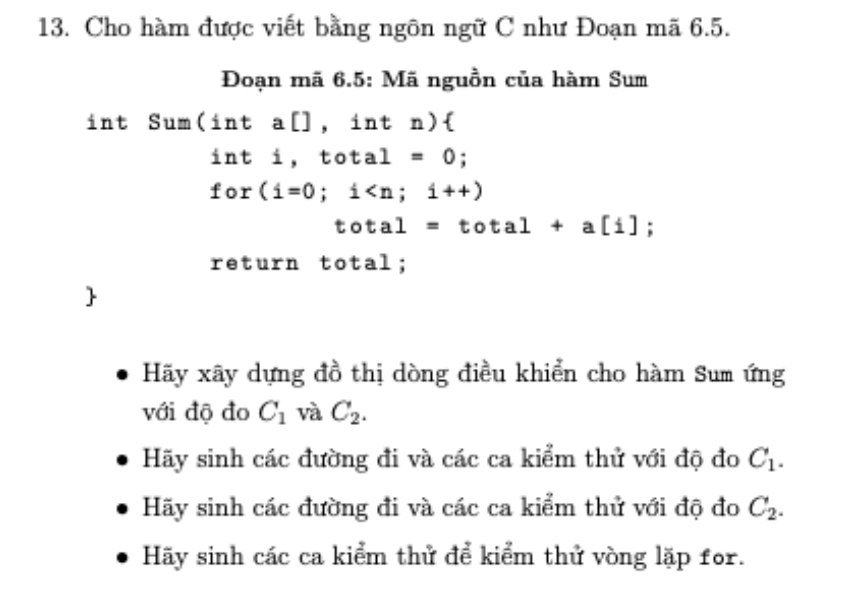 13. Cho hàm được viết bằng ngôn ngữ C như Đoạn mã 6.5.
Đoạn mã 6.5: Mã nguồn của hàm Sum
int Sum(int a[], int n){
int i, total = 0;
for(i=0; i<n; i++)
total = total + a[i];
return total;
}
• Hãy xây dựng đồ thị dòng điều khiển cho hàm Sum ứng
với độ đo C₁ và C₂.
• Hãy sinh các đường đi và các ca kiểm thử với độ đo C₁.
• Hãy sinh các đường đi và các ca kiểm thử với độ đo C₂.
• Hãy sinh các ca kiểm thử để kiểm thử vòng lặp for.